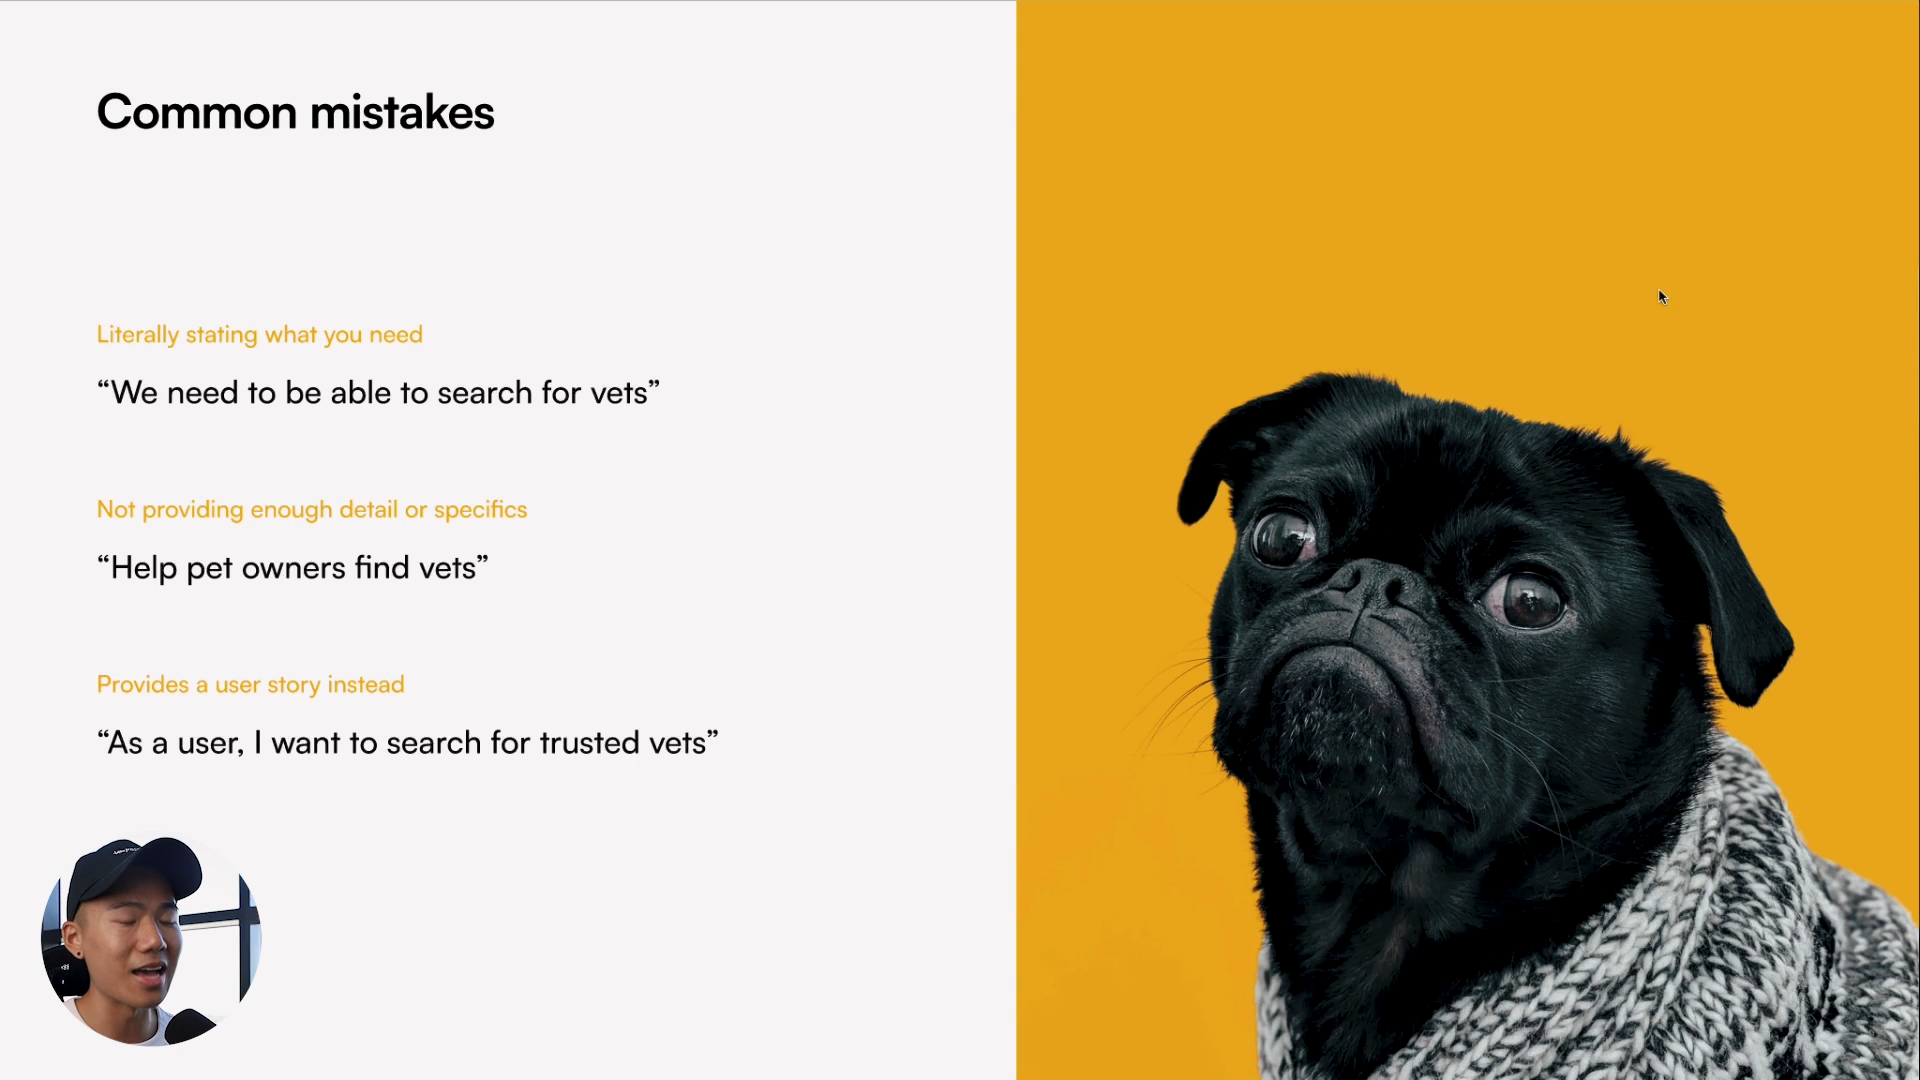 Common mistakes
Literally stating what you need
“We need to be able to search for vets”
Not providing enough detail or specifics
“Help pet owners find vets”
Provides a user story instead
“As a user, I want to search for trusted vets”